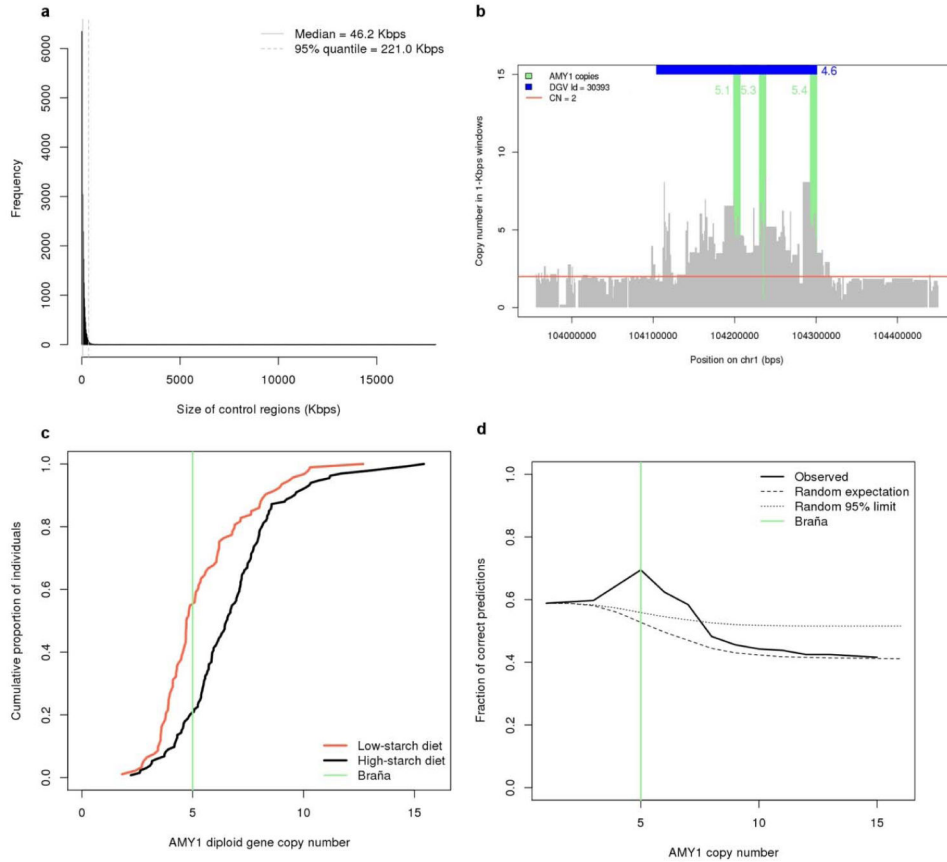 a
Median = 46.2 Kbps
95% quantile = 221.0 Kbps
Frequency
0 1000 2000 3000 4000 5000 6000
0 5000 10000 15000
Size of control regions (Kbps)
b
AMY1 copies
DGV Id = 30393
CN = 2
4.6
5.1 5.3 5.4
Copy number in 1-Kbps windows
0 5 10 15
104000000 104100000 104200000 104300000 104400000
Position on chr1 (bps)
c
Cumulative proportion of individuals
0.0 0.2 0.4 0.6 0.8 1.0
Low-starch diet
High-starch diet
Braña
0 5 10 15
AMY1 diploid gene copy number
d
Observed
Random expectation
Random 95% limit
Braña
Fraction of correct predictions
0.0 0.2 0.4 0.6 0.8 1.0
5 10 15
AMY1 copy number